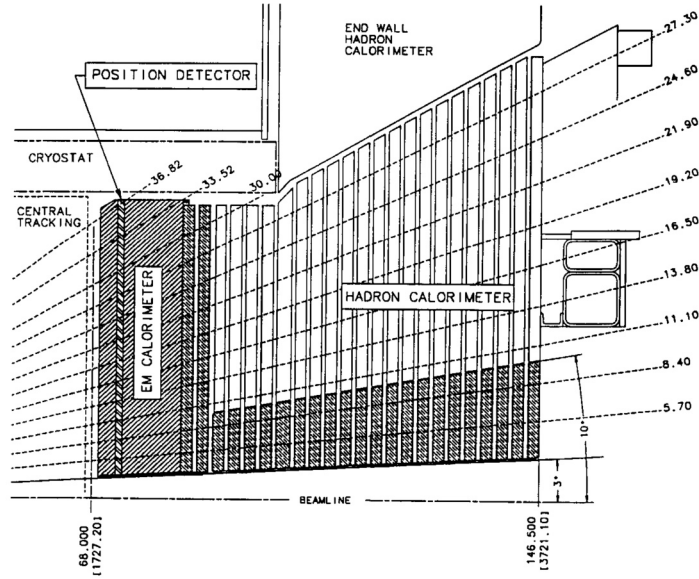 END WALL
HADRON
CALORIMETER
27.30
POSITION DETECTOR
24.60
21.90
CRYOSTAT
36.82
33.52
30.00
19.20
CENTRAL
TRACKING
16.50
EM CALORIMETER
HADRON CALORIMETER
13.80
11.10
8.40
5.70
10°
3°
BEAMLINE
68.000
[1727.20]
146.500
[3721.10]